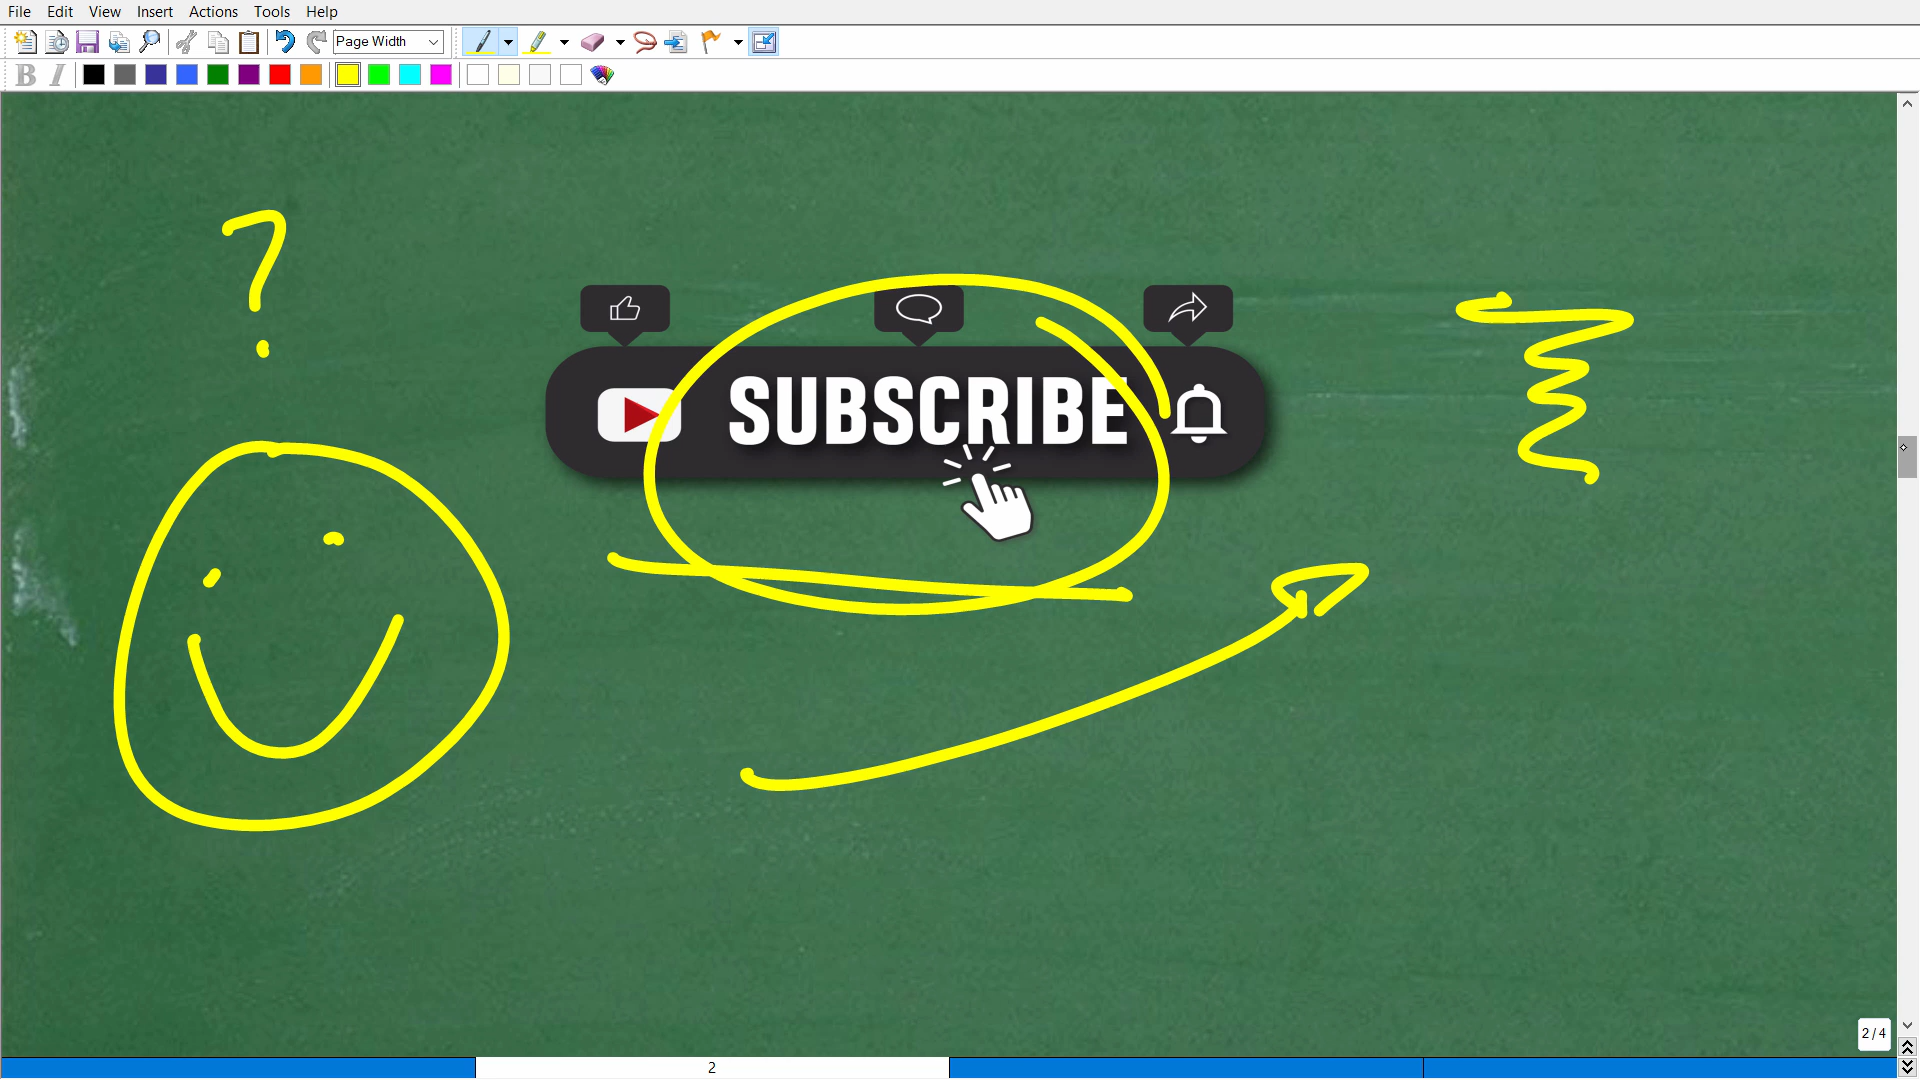 File Edit View Insert Actions Tools Help
Page Width
B I
?
SUBSCRIBE
2 / 4
2